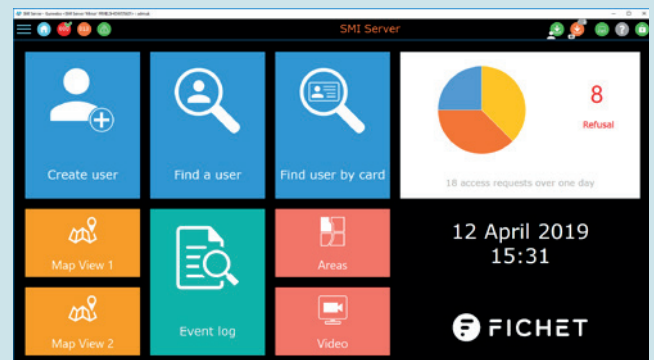 SMI Server
Create user
Find a user
Find user by card
8
Refusal
18 access requests over one day
Map View 1
Map View 2
Event log
Areas
Video
12 April 2019
15:31
FICHET